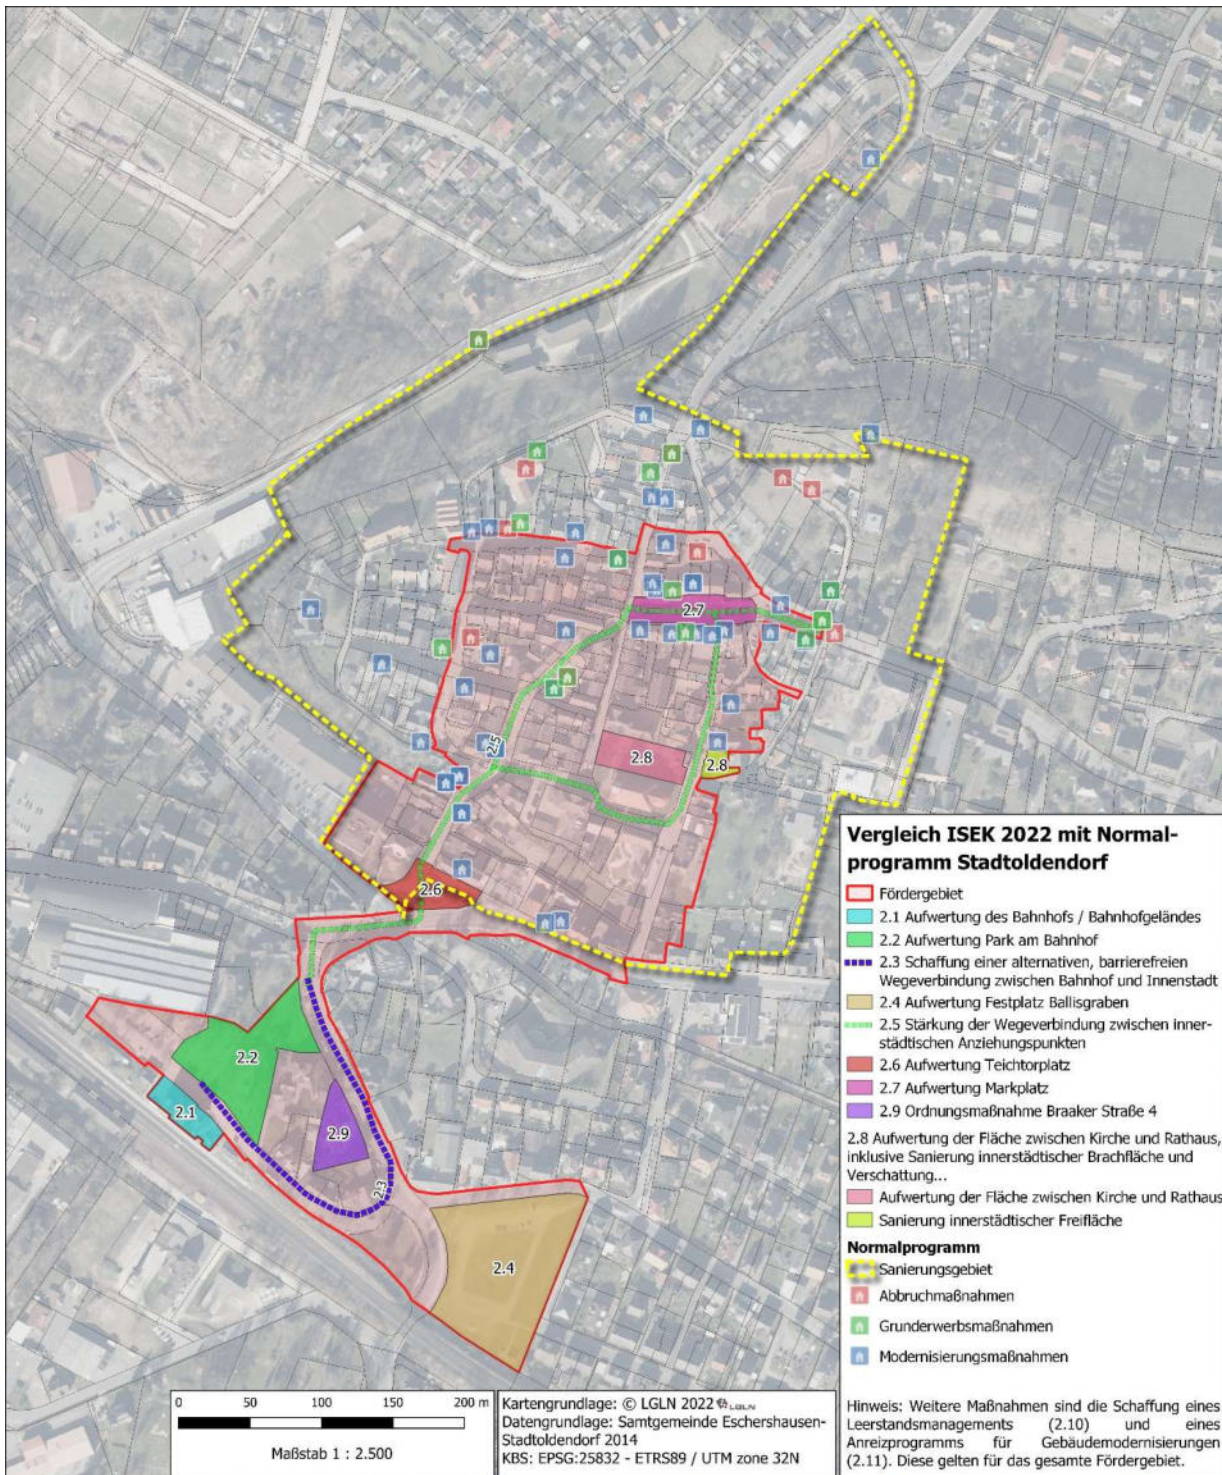 2.7
2.5
2.8
2.8
2.6
2.2
2.1
2.9
2.3
2.4
Vergleich ISEK 2022 mit Normal-
programm Stadtoldendorf
Fördergebiet
2.1 Aufwertung des Bahnhofs / Bahnhofgeländes
2.2 Aufwertung Park am Bahnhof
2.3 Schaffung einer alternativen, barrierefreien
Wegeverbindung zwischen Bahnhof und Innenstadt
2.4 Aufwertung Festplatz Ballisgraben
2.5 Stärkung der Wegeverbindung zwischen inner-
städtischen Anziehungspunkten
2.6 Aufwertung Teichtorplatz
2.7 Aufwertung Markplatz
2.9 Ordnungsmaßnahme Braaker Straße 4
2.8 Aufwertung der Fläche zwischen Kirche und Rathaus,
inklusive Sanierung innerstädtischer Brachfläche und
Verschattung...
Aufwertung der Fläche zwischen Kirche und Rathaus
Sanierung innerstädtischer Freifläche
Normalprogramm
Sanierungsgebiet
Abbruchmaßnahmen
Grunderwerbsmaßnahmen
Modernisierungsmaßnahmen
Hinweis: Weitere Maßnahmen sind die Schaffung eines
Leerstandsmanagements (2.10) und eines
Anreizprogramms für Gebäudemodernisierungen
(2.11). Diese gelten für das gesamte Fördergebiet.
0 50 100 150 200 m
Maßstab 1 : 2.500
Kartengrundlage: © LGLN 2022 LGLN
Datengrundlage: Samtgemeinde Eschershausen-
Stadtoldendorf 2014
KBS: EPSG:25832 - ETRS89 / UTM zone 32N